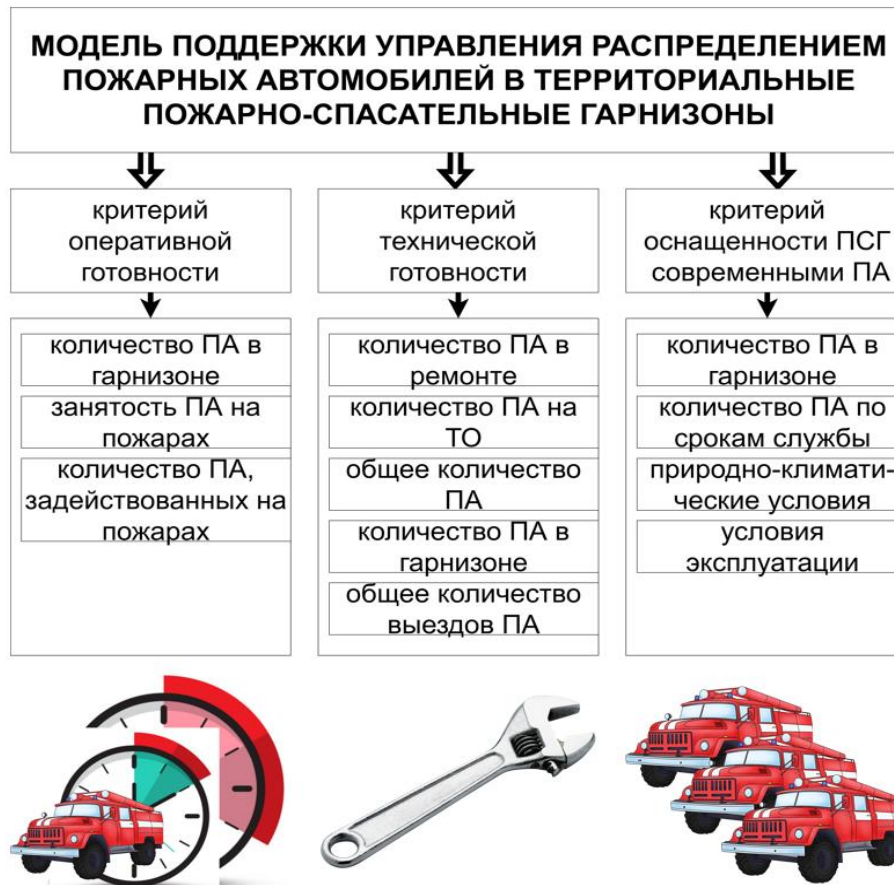 МОДЕЛЬ ПОДДЕРЖКИ УПРАВЛЕНИЯ РАСПРЕДЕЛЕНИЕМ
ПОЖАРНЫХ АВТОМОБИЛЕЙ В ТЕРРИТОРИАЛЬНЫЕ
ПОЖАРНО-СПАСАТЕЛЬНЫЕ ГАРНИЗОНЫ
критерий
оперативной
готовности
количество ПА в
гарнизоне
занятость ПА на
пожарах
количество ПА,
задействованных на
пожарах
критерий
технической
готовности
количество ПА в
ремонте
количество ПА на
ТО
общее количество
ПА
количество ПА в
гарнизоне
общее количество
выездов ПА
критерий
оснащенности ПСГ
современными ПА
количество ПА в
гарнизоне
количество ПА по
срокам службы
природно-климати-
ческие условия
условия
эксплуатации